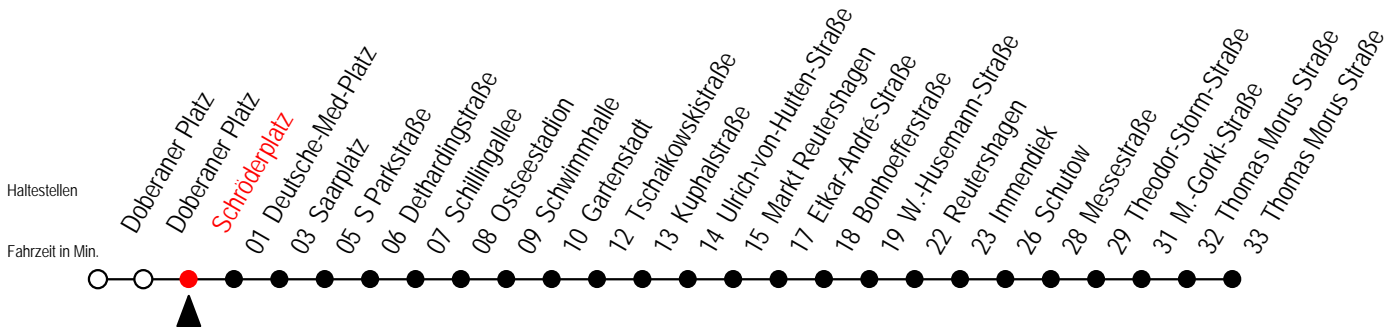 Haltestellen
Fahrzeit in Min.
Doberaner Platz
Doberaner Platz
Schröderplatz
01 Deutsche-Med-Platz
03 Saarplatz
05 S Parkstraße
06 Dethardingstraße
07 Schillingallee
08 Ostseestadion
09 Schwimmhalle
10 Gartenstadt
12 Tschaikowskistraße
13 Kuphalstraße
14 Ulrich-von-Hutten-Straße
15 Markt Reutershagen
17 Etkar-André-Straße
18 Bonhoefferstraße
19 W.-Husemann-Straße
22 Reutershagen
23 Immendiek
26 Schutow
28 Messestraße
29 Theodor-Storm-Straße
31 M.-Gorki-Straße
32 Thomas Morus Straße
33 Thomas Morus Straße